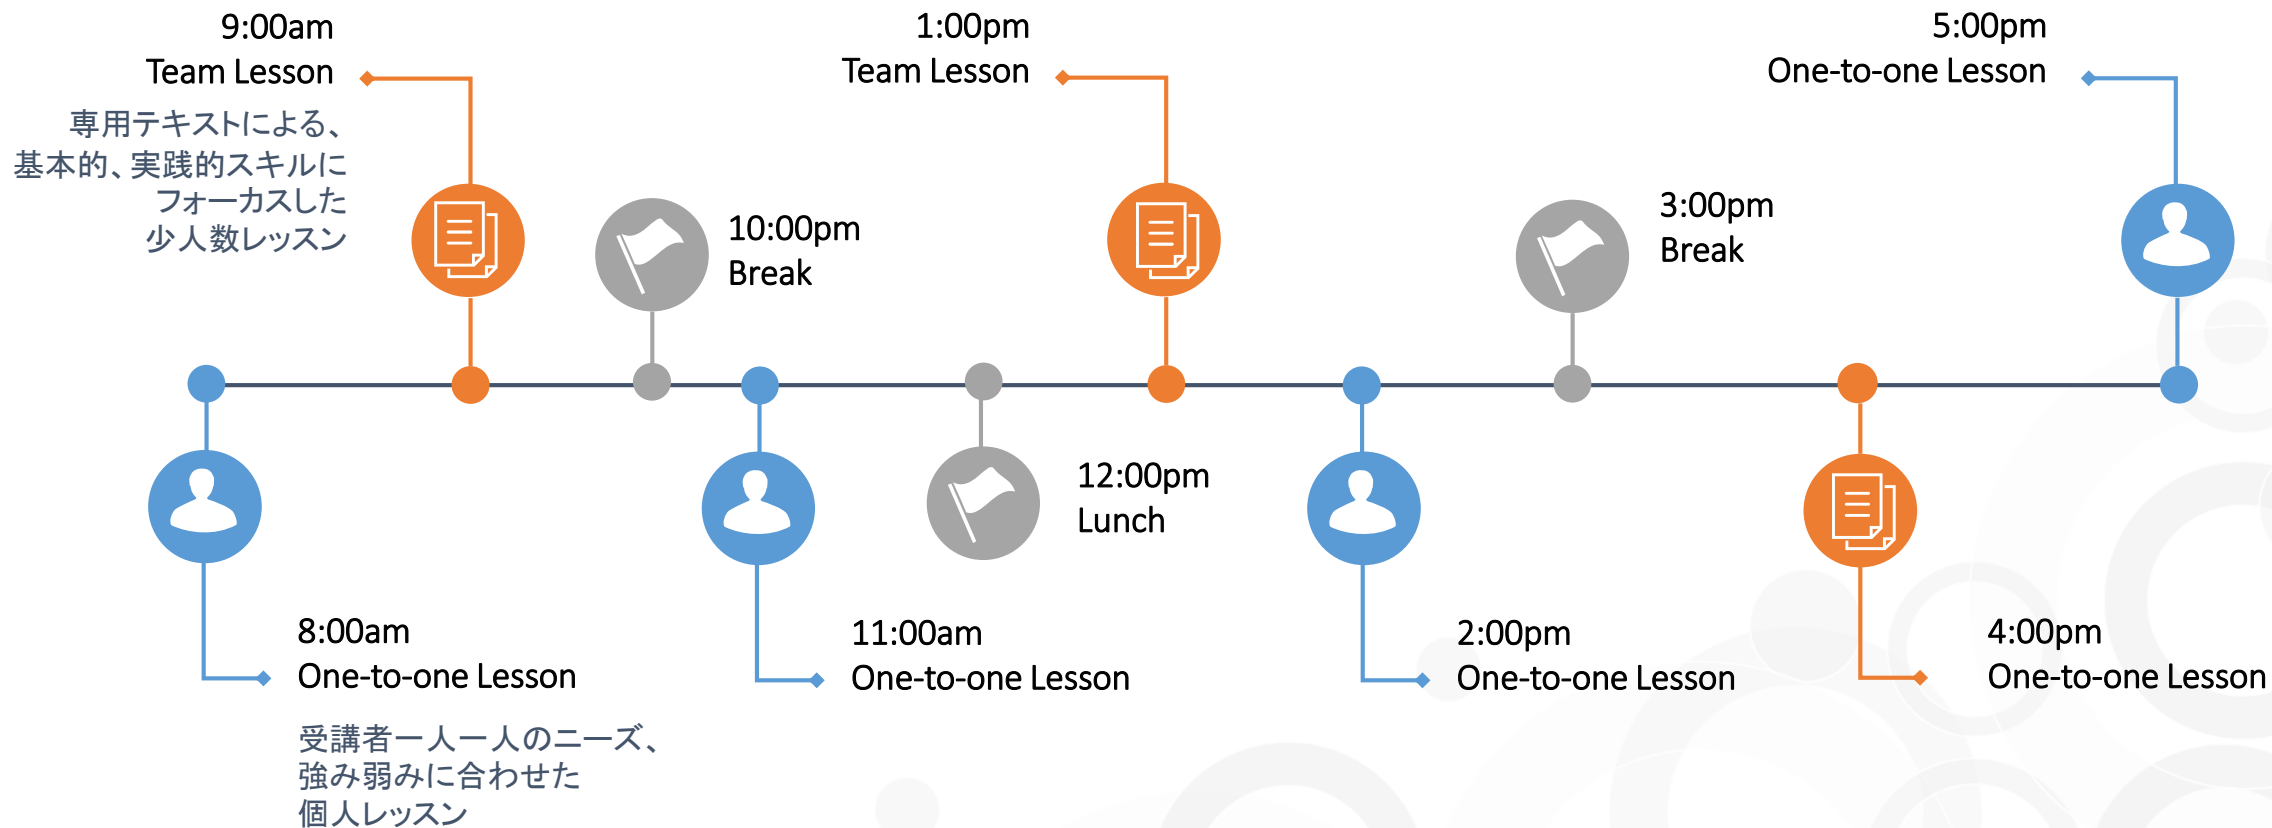 9:00am
Team Lesson
専用テキストによる、
基本的、実践的スキルに
フォーカスした
少人数レッスン
10:00pm
Break
1:00pm
Team Lesson
3:00pm
Break
5:00pm
One-to-one Lesson
8:00am
One-to-one Lesson
受講者一人一人のニーズ、
強み弱みに合わせた
個人レッスン
11:00am
One-to-one Lesson
12:00pm
Lunch
2:00pm
One-to-one Lesson
4:00pm
One-to-one Lesson